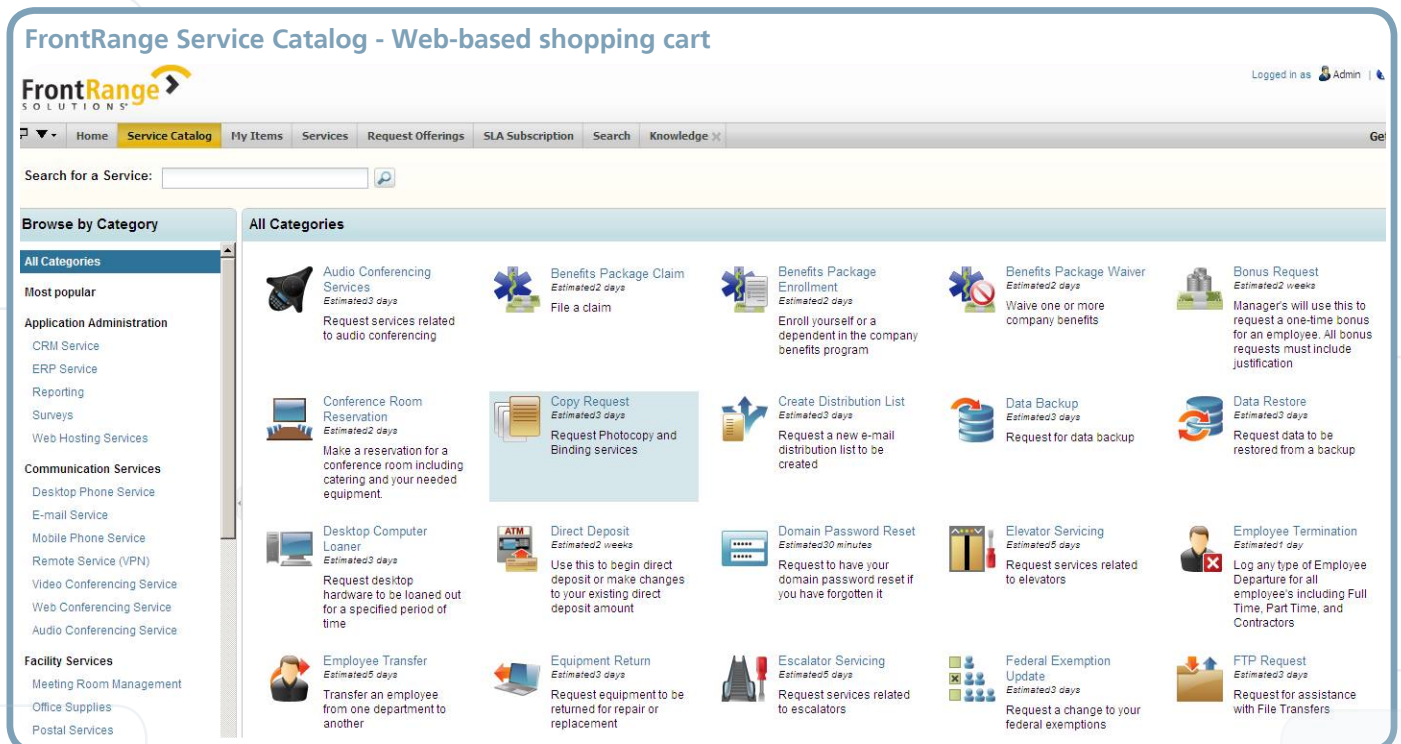 FrontRange Service Catalog - Web-based shopping cart
FrontRange
SOLUTIONS
Logged in as Admin |
Home Service Catalog My Items Services Request Offerings SLA Subscription Search Knowledge
Search for a Service:
Browse by Category
All Categories
Most popular
Application Administration
CRM Service
ERP Service
Reporting
Surveys
Web Hosting Services
Communication Services
Desktop Phone Service
E-mail Service
Mobile Phone Service
Remote Service (VPN)
Video Conferencing Service
Web Conferencing Service
Audio Conferencing Service
Facility Services
Meeting Room Management
Office Supplies
Postal Services
All Categories
Audio Conferencing
Services
Estimated3 days
Request services related
to audio conferencing
Benefits Package Claim
Estimated2 days
File a claim
Benefits Package
Enrollment
Estimated2 days
Enroll yourself or a
dependent in the company
benefits program
Benefits Package Waiver
Estimated2 days
Waive one or more
company benefits
Bonus Request
Estimated2 weeks
Manager's will use this to
request a one-time bonus
for an employee. All bonus
requests must include
justification
Conference Room
Reservation
Estimated2 days
Make a reservation for a
conference room including
catering and your needed
equipment.
Copy Request
Estimated3 days
Request Photocopy and
Binding services
Create Distribution List
Estimated3 days
Request a new e-mail
distribution list to be
created
Data Backup
Estimated3 days
Request for data backup
Data Restore
Estimated3 days
Request data to be
restored from a backup
Desktop Computer
Loaner
Estimated3 days
Request desktop
hardware to be loaned out
for a specified period of
time
ATM
Direct Deposit
Estimated2 weeks
Use this to begin direct
deposit or make changes
to your existing direct
deposit amount
Domain Password Reset
Estimated30 minutes
Request to have your
domain password reset if
you have forgotten it
Elevator Servicing
Estimated5 days
Request services related
to elevators
Employee Termination
Estimated1 day
Log any type of Employee
Departure for all
employee's including Full
Time, Part Time, and
Contractors
Employee Transfer
Estimated5 days
Transfer an employee
from one department to
another
Equipment Return
Estimated3 days
Request equipment to be
returned for repair or
replacement
Escalator Servicing
Estimated5 days
Request services related
to escalators
Federal Exemption
Update
Estimated3 days
Request a change to your
federal exemptions
FTP Request
Estimated3 days
Request for assistance
with File Transfers